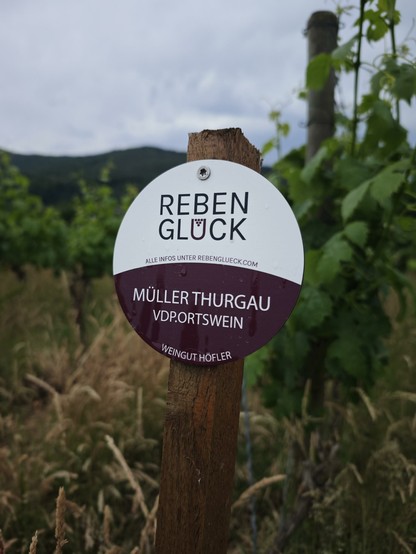 REBEN
GLÜCK
ALLE INFOS UNTER REBENGLUECK.COM
MÜLLER THURGAU
VDP.ORTSWEIN
WEINGUT HÖFLER